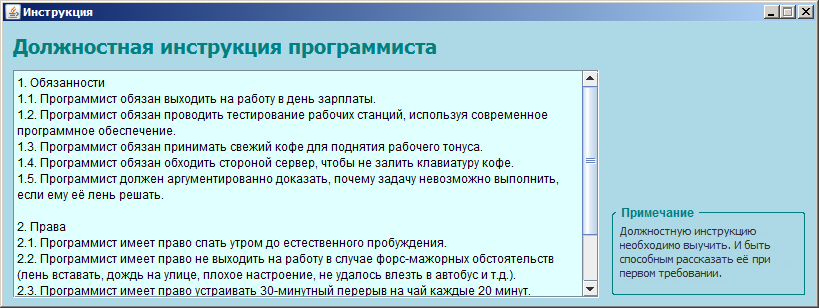 Инструкция
Должностная инструкция программиста
1. Обязанности
1.1. Программист обязан выходить на работу в день зарплаты.
1.2. Программист обязан проводить тестирование рабочих станций, используя современное
программное обеспечение.
1.3. Программист обязан принимать свежий кофе для поднятия рабочего тонуса.
1.4. Программист обязан обходить стороной сервер, чтобы не залить клавиатуру кофе.
1.5. Программист должен аргументированно доказать, почему задачу невозможно выполнить,
если ему её лень решать.
2. Права
2.1. Программист имеет право спать утром до естественного пробуждения.
2.2. Программист имеет право не выходить на работу в случае форс-мажорных обстоятельств
(лень вставать, дождь на улице, плохое настроение, не удалось влезть в автобус и т.д.).
2.3. Программист имеет право устраивать 30-минутный перерыв на чай каждые 20 минут.
Примечание
Должностную инструкцию
необходимо выучить. И быть
способным рассказать её при
первом требовании.